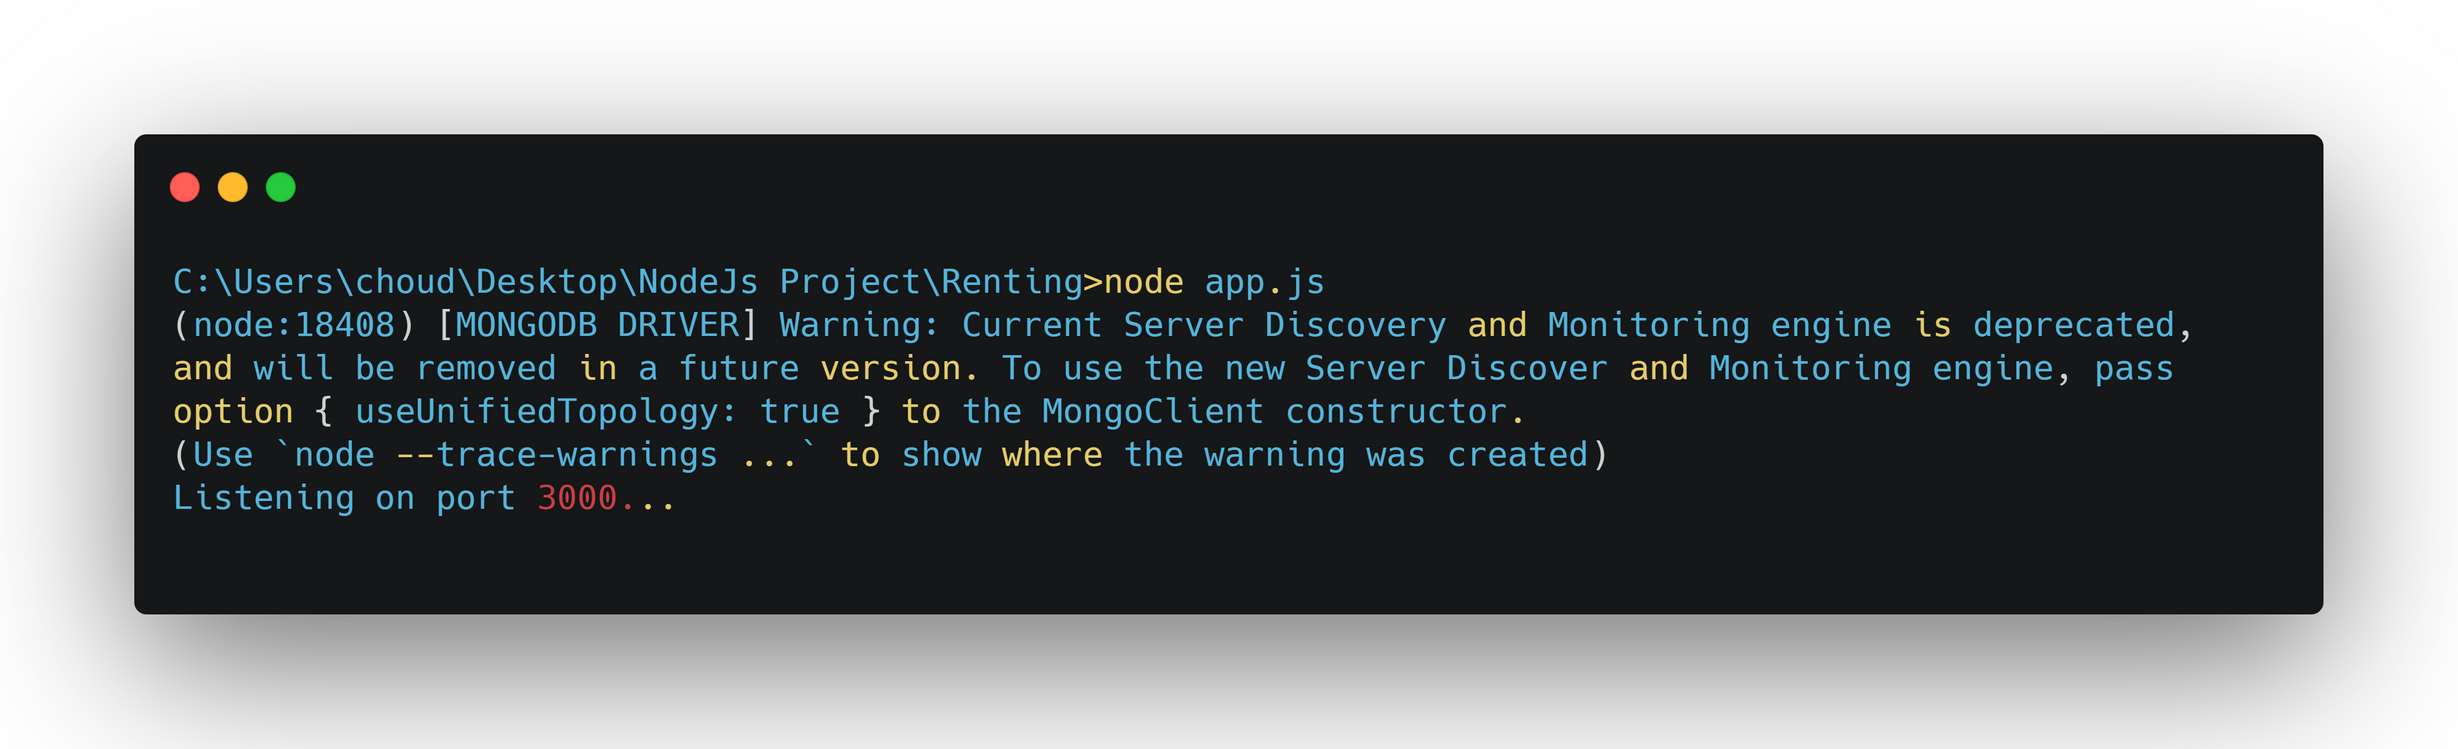 C:\Users\choud\Desktop\NodeJs Project\Renting>node app.js
(node:18408) [MONGODB DRIVER] Warning: Current Server Discovery and Monitoring engine is deprecated,
and will be removed in a future version. To use the new Server Discover and Monitoring engine, pass
option { useUnifiedTopology: true } to the MongoClient constructor.
(Use `node --trace-warnings ...` to show where the warning was created)
Listening on port 3000...